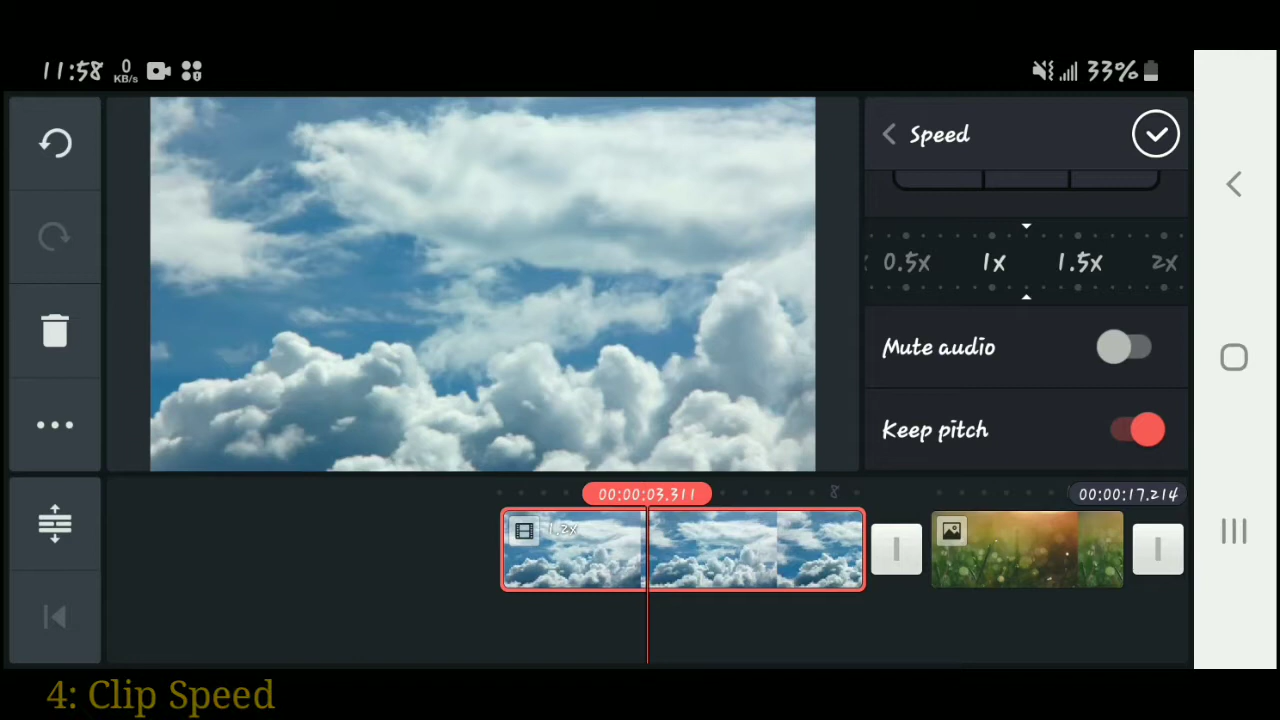 11:58 0 KB/s 33%
Speed
0.5x 1x 1.5x 2x
Mute audio
Keep pitch
00:00:03.311 8 00:00:17.214
1.2x
4: Clip Speed